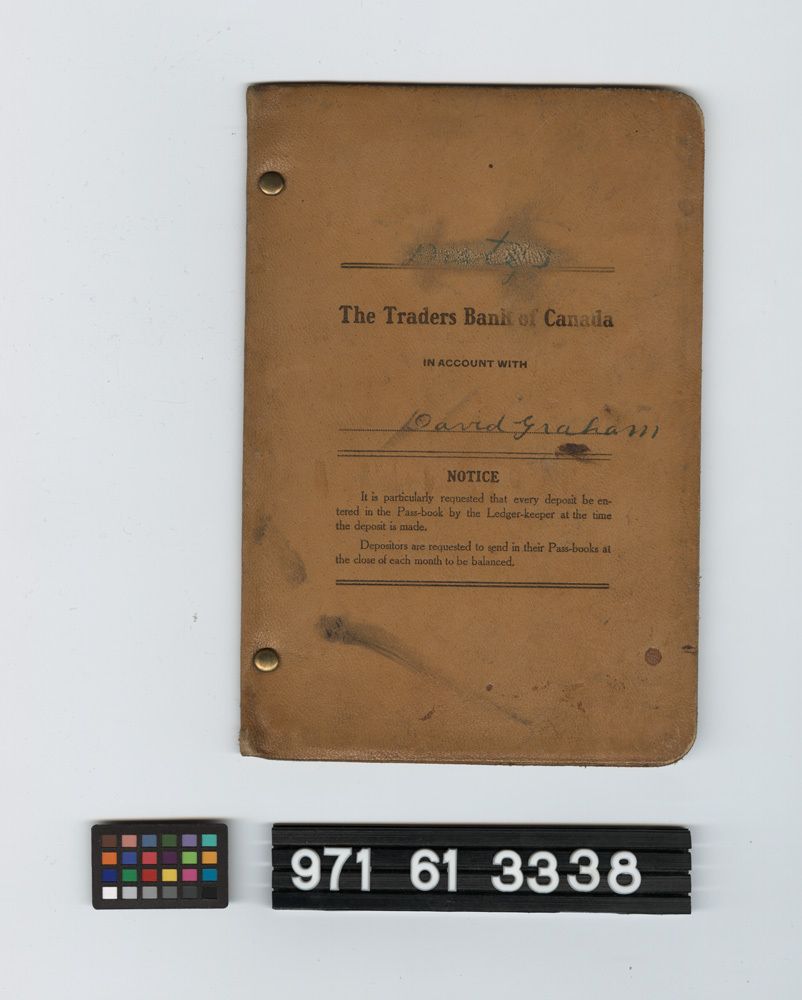 The Traders Bank of Canada
IN ACCOUNT WITH
David Graham
NOTICE
It is particularly requested that every deposit be en-
tered in the Pass-book by the Ledger-keeper at the time
the deposit is made.
Depositors are requested to send in their Pass-books at
the close of each month to be balanced.
971 61 3338